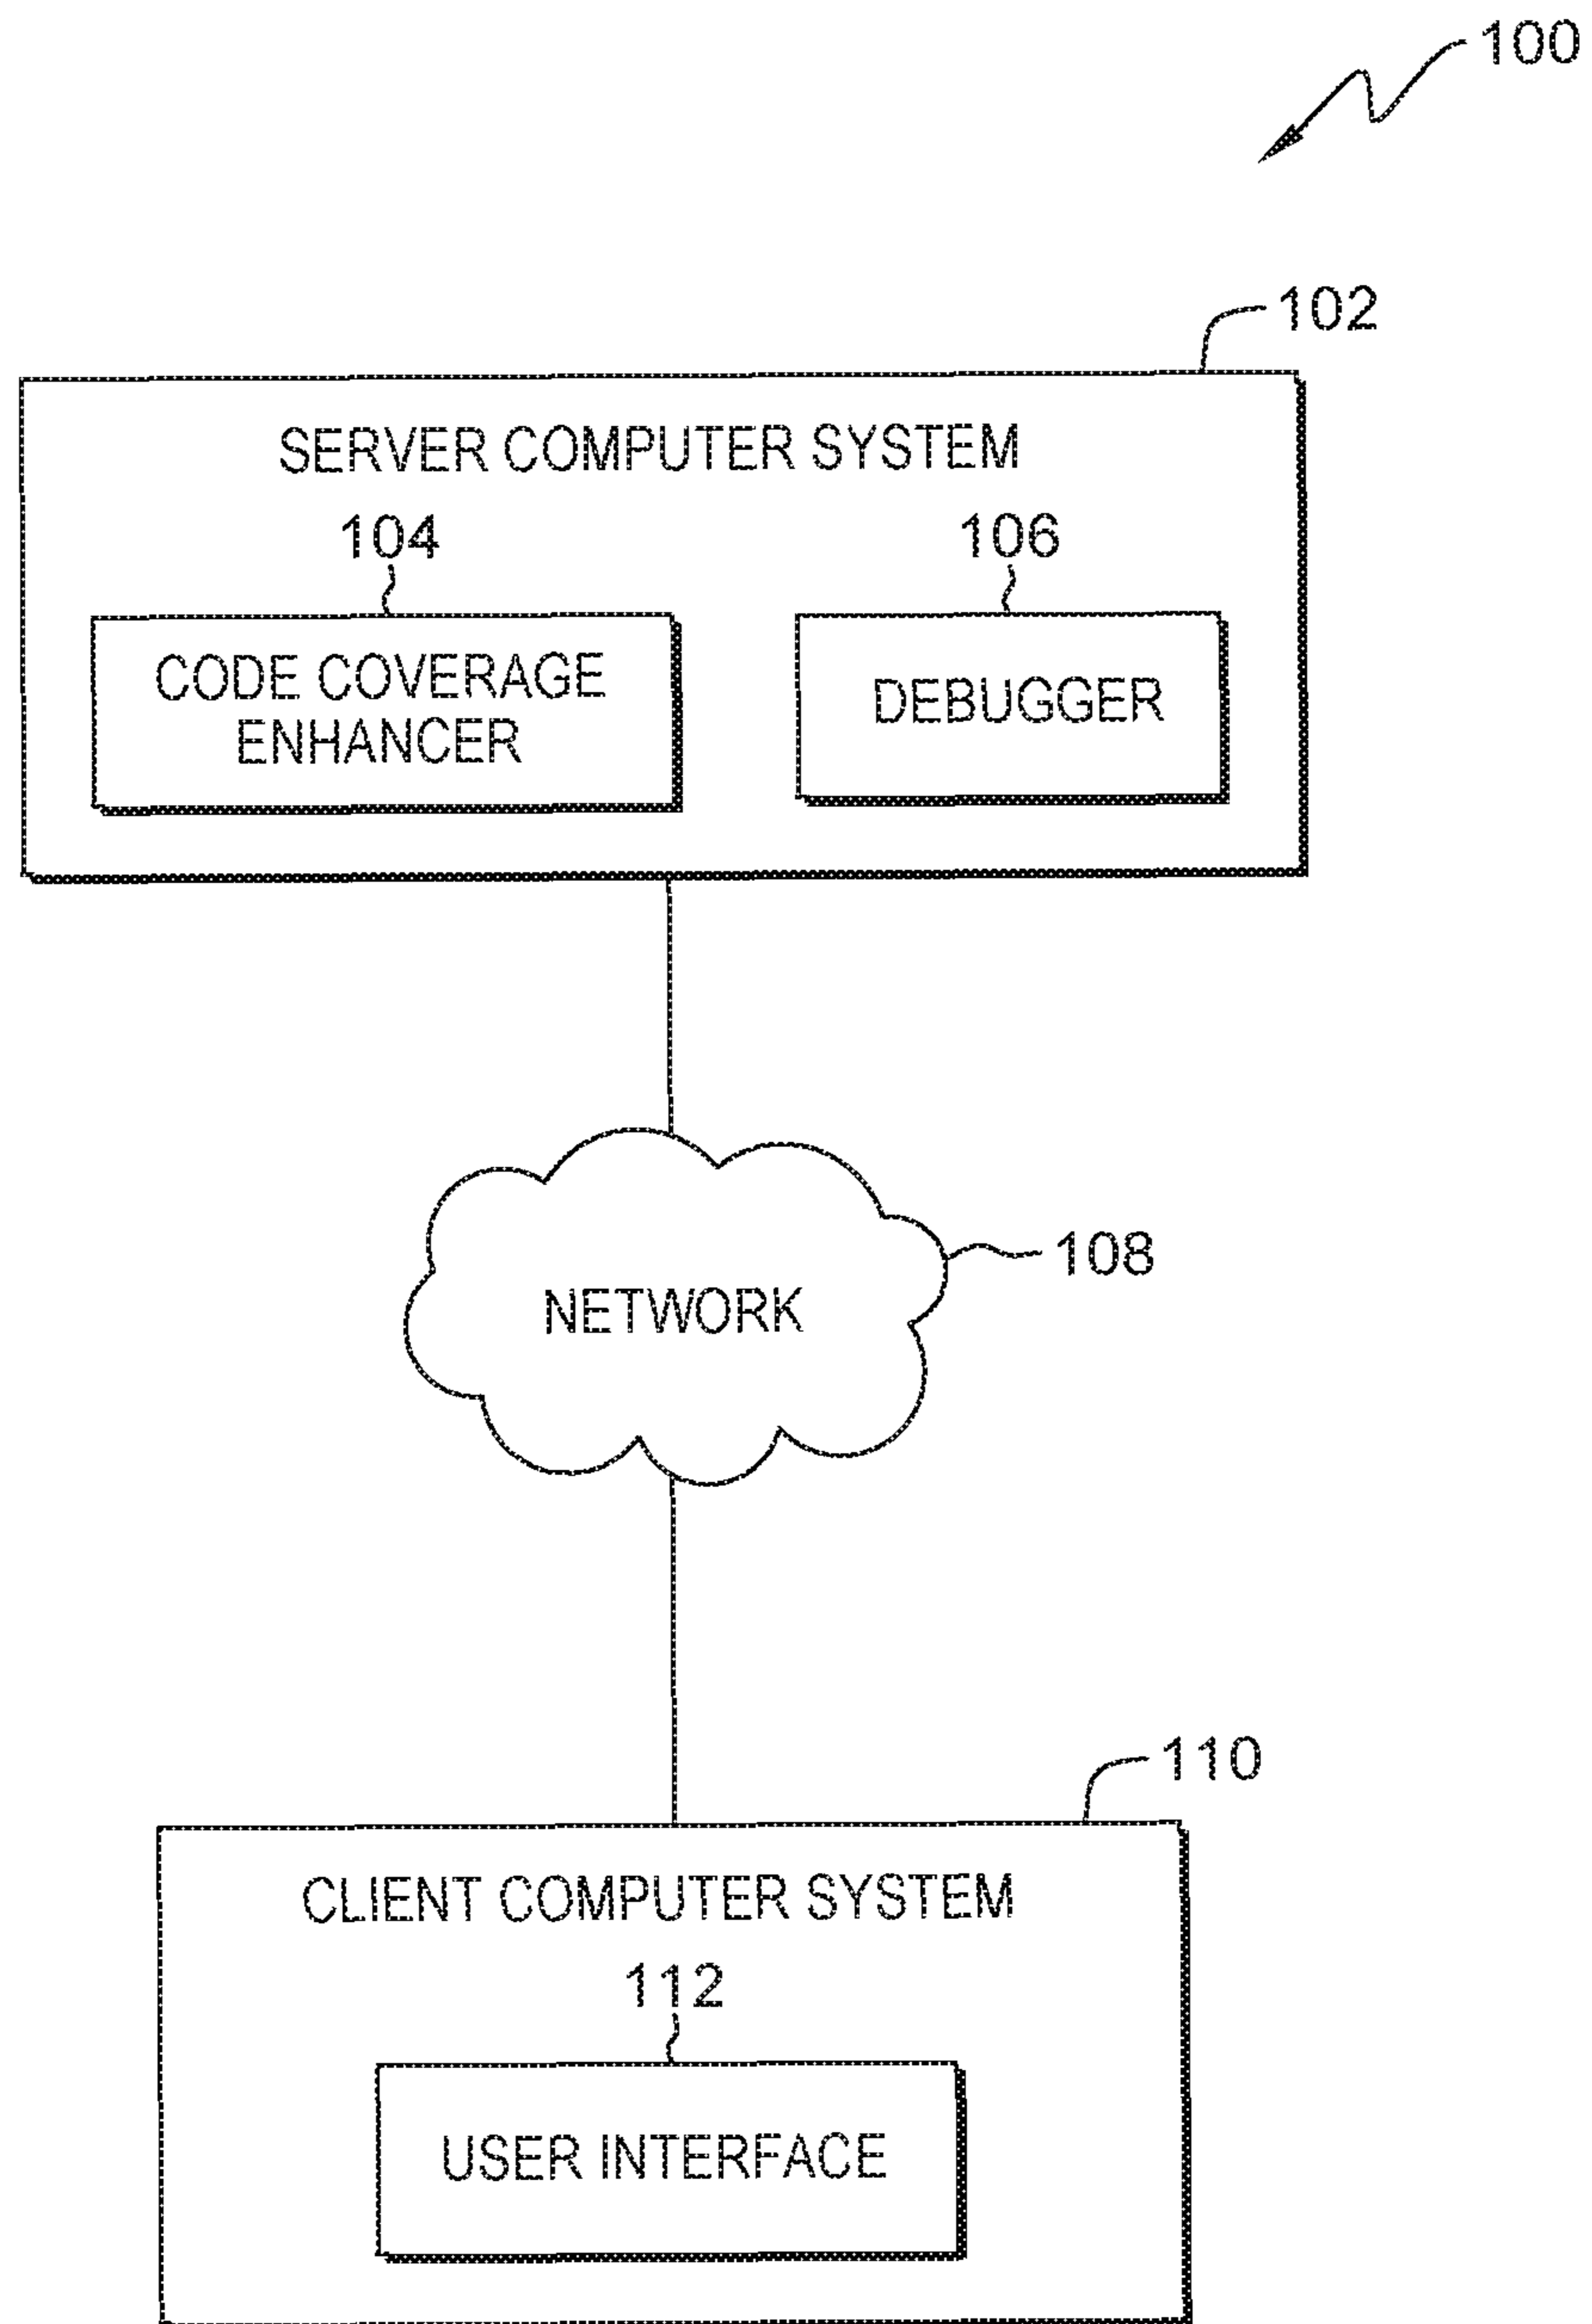 100
102
SERVER COMPUTER SYSTEM
104
106
CODE COVERAGE
ENHANCER
DEBUGGER
108
NETWORK
110
CLIENT COMPUTER SYSTEM
112
USER INTERFACE